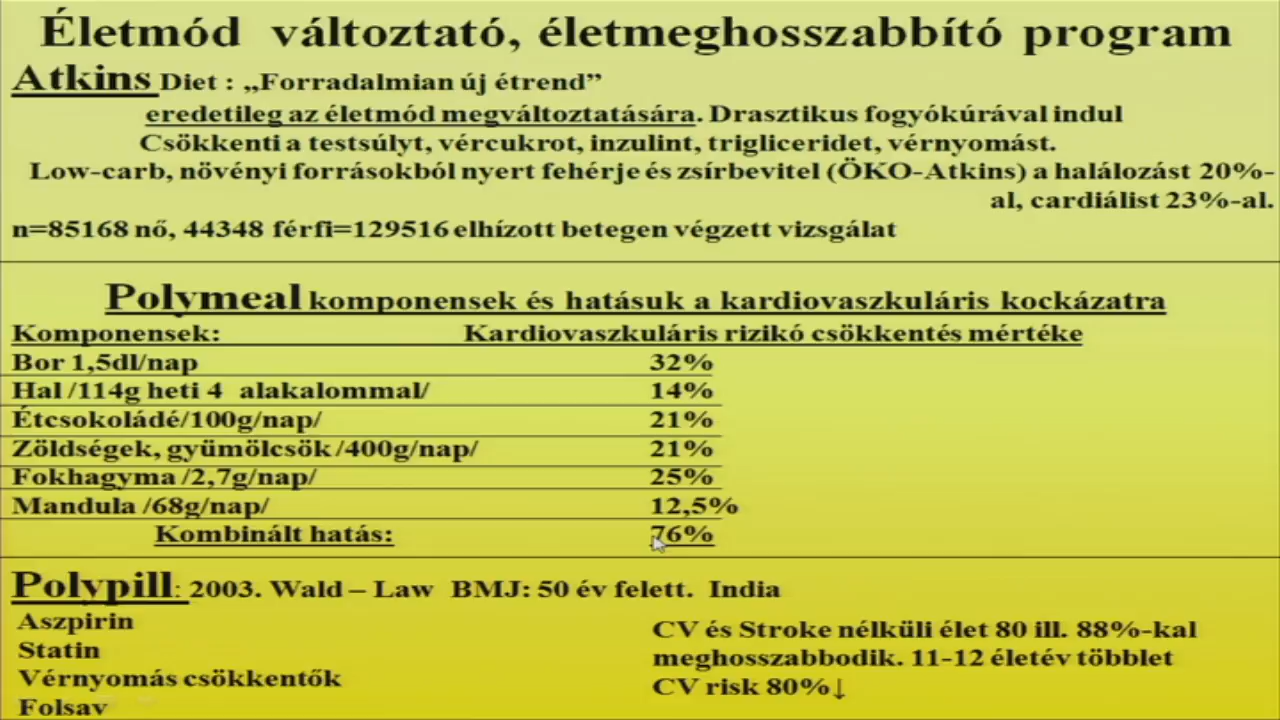 Életmód változtató, életmeghosszabbító program
Atkins Diet : „Forradalmian új étrend”
eredetileg az életmód megváltoztatására. Drasztikus fogyókúrával indul
Csökkenti a testsúlyt, vércukrot, inzulint, trigliceridet, vérnyomást.
Low-carb, növényi forrásokból nyert fehérje és zsírbevitel (ÖKO-Atkins) a halálozást 20%-
al, cardiálist 23%-al.
n=85168 nő, 44348 férfi=129516 elhízott betegen végzett vizsgálat
Polymeal komponensek és hatásuk a kardiovaszkuláris kockázatra
Komponensek: Kardiovaszkuláris rizikó csökkentés mértéke
Bor 1,5dl/nap 32%
Hal /114g heti 4 alakalommal/ 14%
Étcsokoládé/100g/nap/ 21%
Zöldségek, gyümölcsök /400g/nap/ 21%
Fokhagyma /2,7g/nap/ 25%
Mandula /68g/nap/ 12,5%
Kombinált hatás: 76%
Polypill: 2003. Wald – Law BMJ: 50 év felett. India
Aszpirin
Statin
Vérnyomás csökkentők
Folsav
CV és Stroke nélküli élet 80 ill. 88%-kal
meghosszabbodik. 11-12 életév többlet
CV risk 80%↓